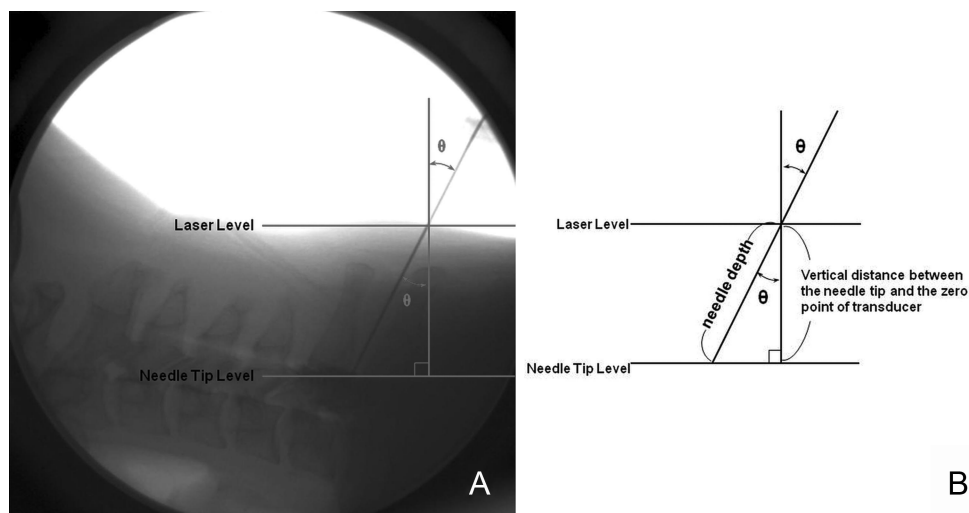 θ
Laser Level
θ
Needle Tip Level
A
θ
Laser Level
needle depth
θ
Vertical distance between
the needle tip and the zero
point of transducer
Needle Tip Level
B